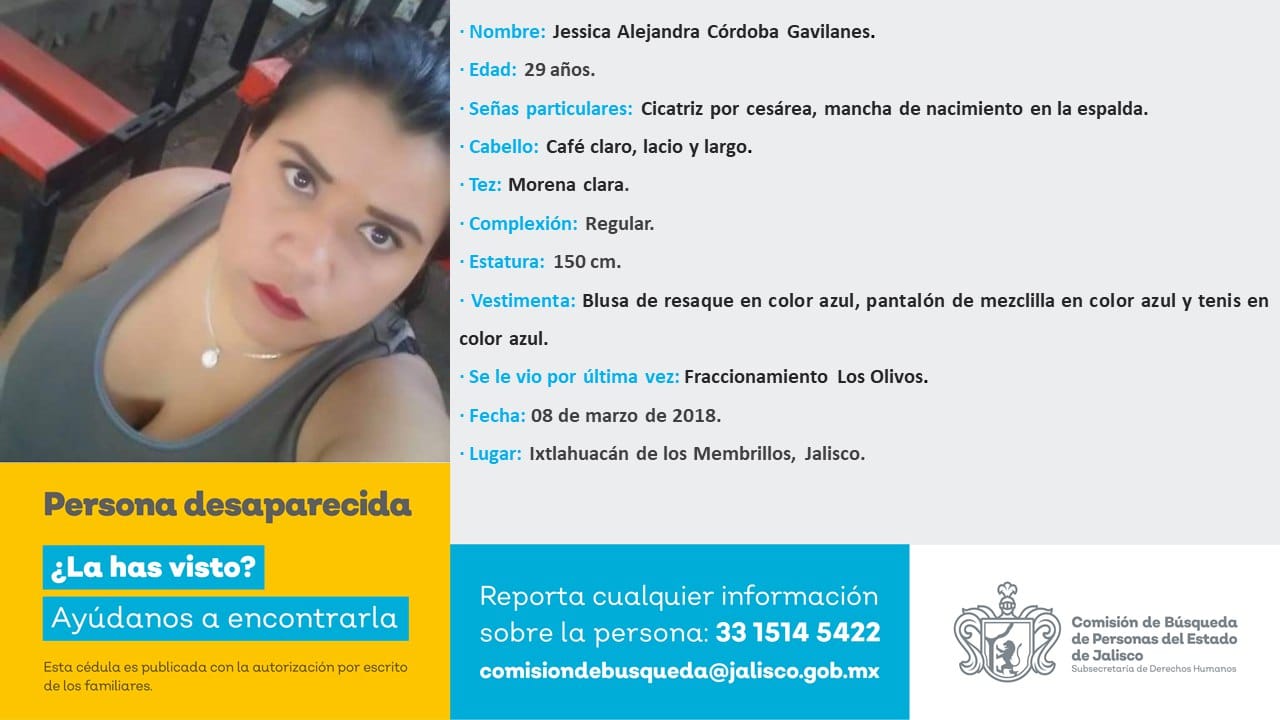 · Nombre: Jessica Alejandra Córdoba Gavilanes.
· Edad: 29 años.
· Señas particulares: Cicatriz por cesárea, mancha de nacimiento en la espalda.
· Cabello: Café claro, lacio y largo.
· Tez: Morena clara.
· Complexión: Regular.
· Estatura: 150 cm.
· Vestimenta: Blusa de resaque en color azul, pantalón de mezclilla en color azul y tenis en
color azul.
· Se le vio por última vez: Fraccionamiento Los Olivos.
· Fecha: 08 de marzo de 2018.
· Lugar: Ixtlahuacán de los Membrillos, Jalisco.
Persona desaparecida
¿La has visto?
Ayúdanos a encontrarla
Esta cédula es publicada con la autorización por escrito
de los familiares.
Reporta cualquier información
sobre la persona: 33 1514 5422
comisiondebusqueda@jalisco.gob.mx
Comisión de Búsqueda
de Personas del Estado
de Jalisco
Subsecretaría de Derechos Humanos